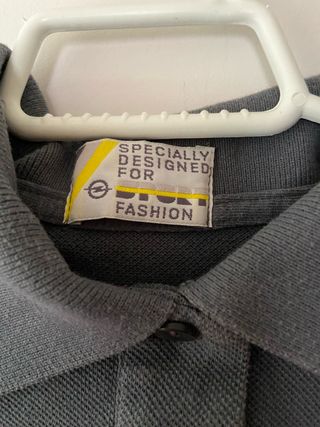 SPECIALLY
DESIGNED
FOR
FASHION